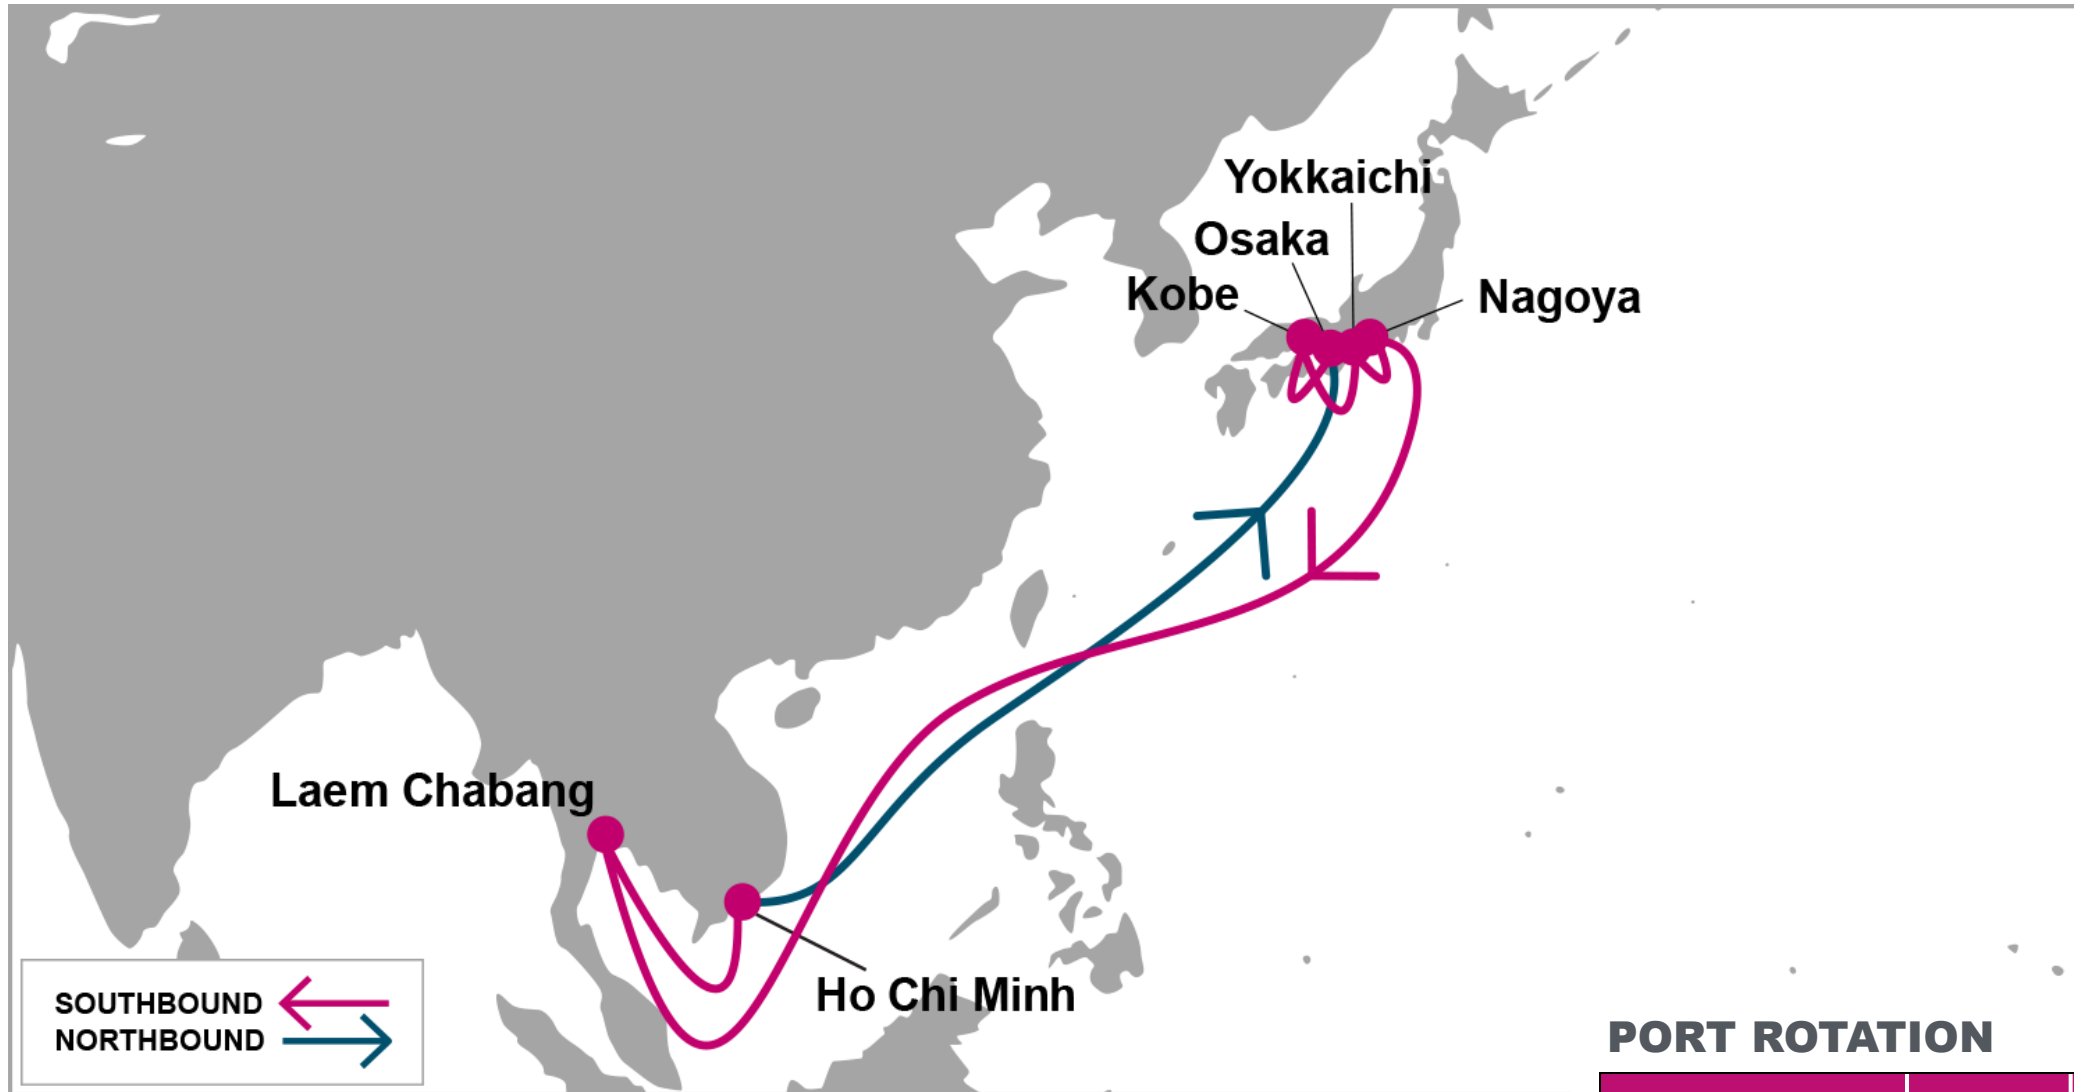 Yokkaichi
Osaka
Kobe
Nagoya
Laem Chabang
Ho Chi Minh
SOUTHBOUND
NORTHBOUND
PORT ROTATION